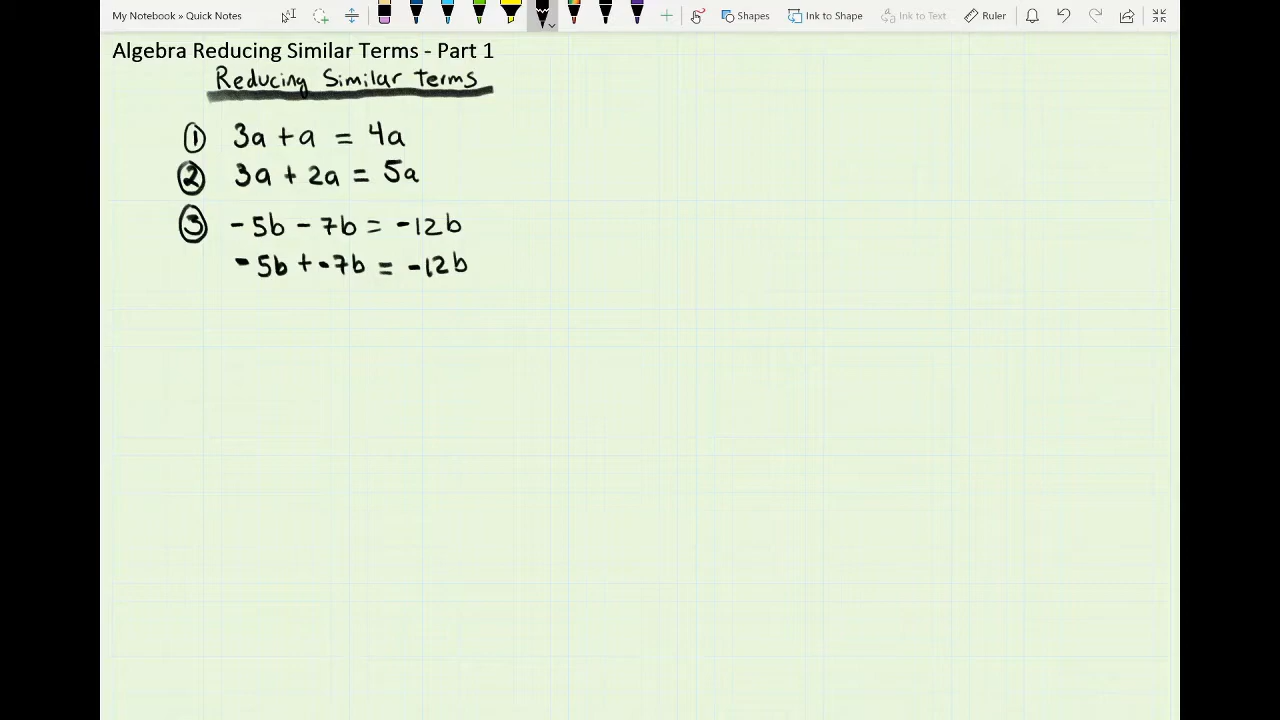 My Notebook » Quick Notes Shapes Ink to Shape Ink to Text Ruler
Algebra Reducing Similar Terms - Part 1
Reducing Similar Terms
① 3a + a = 4a
② 3a + 2a = 5a
③ -5b - 7b = -12b
-5b + -7b = -12b